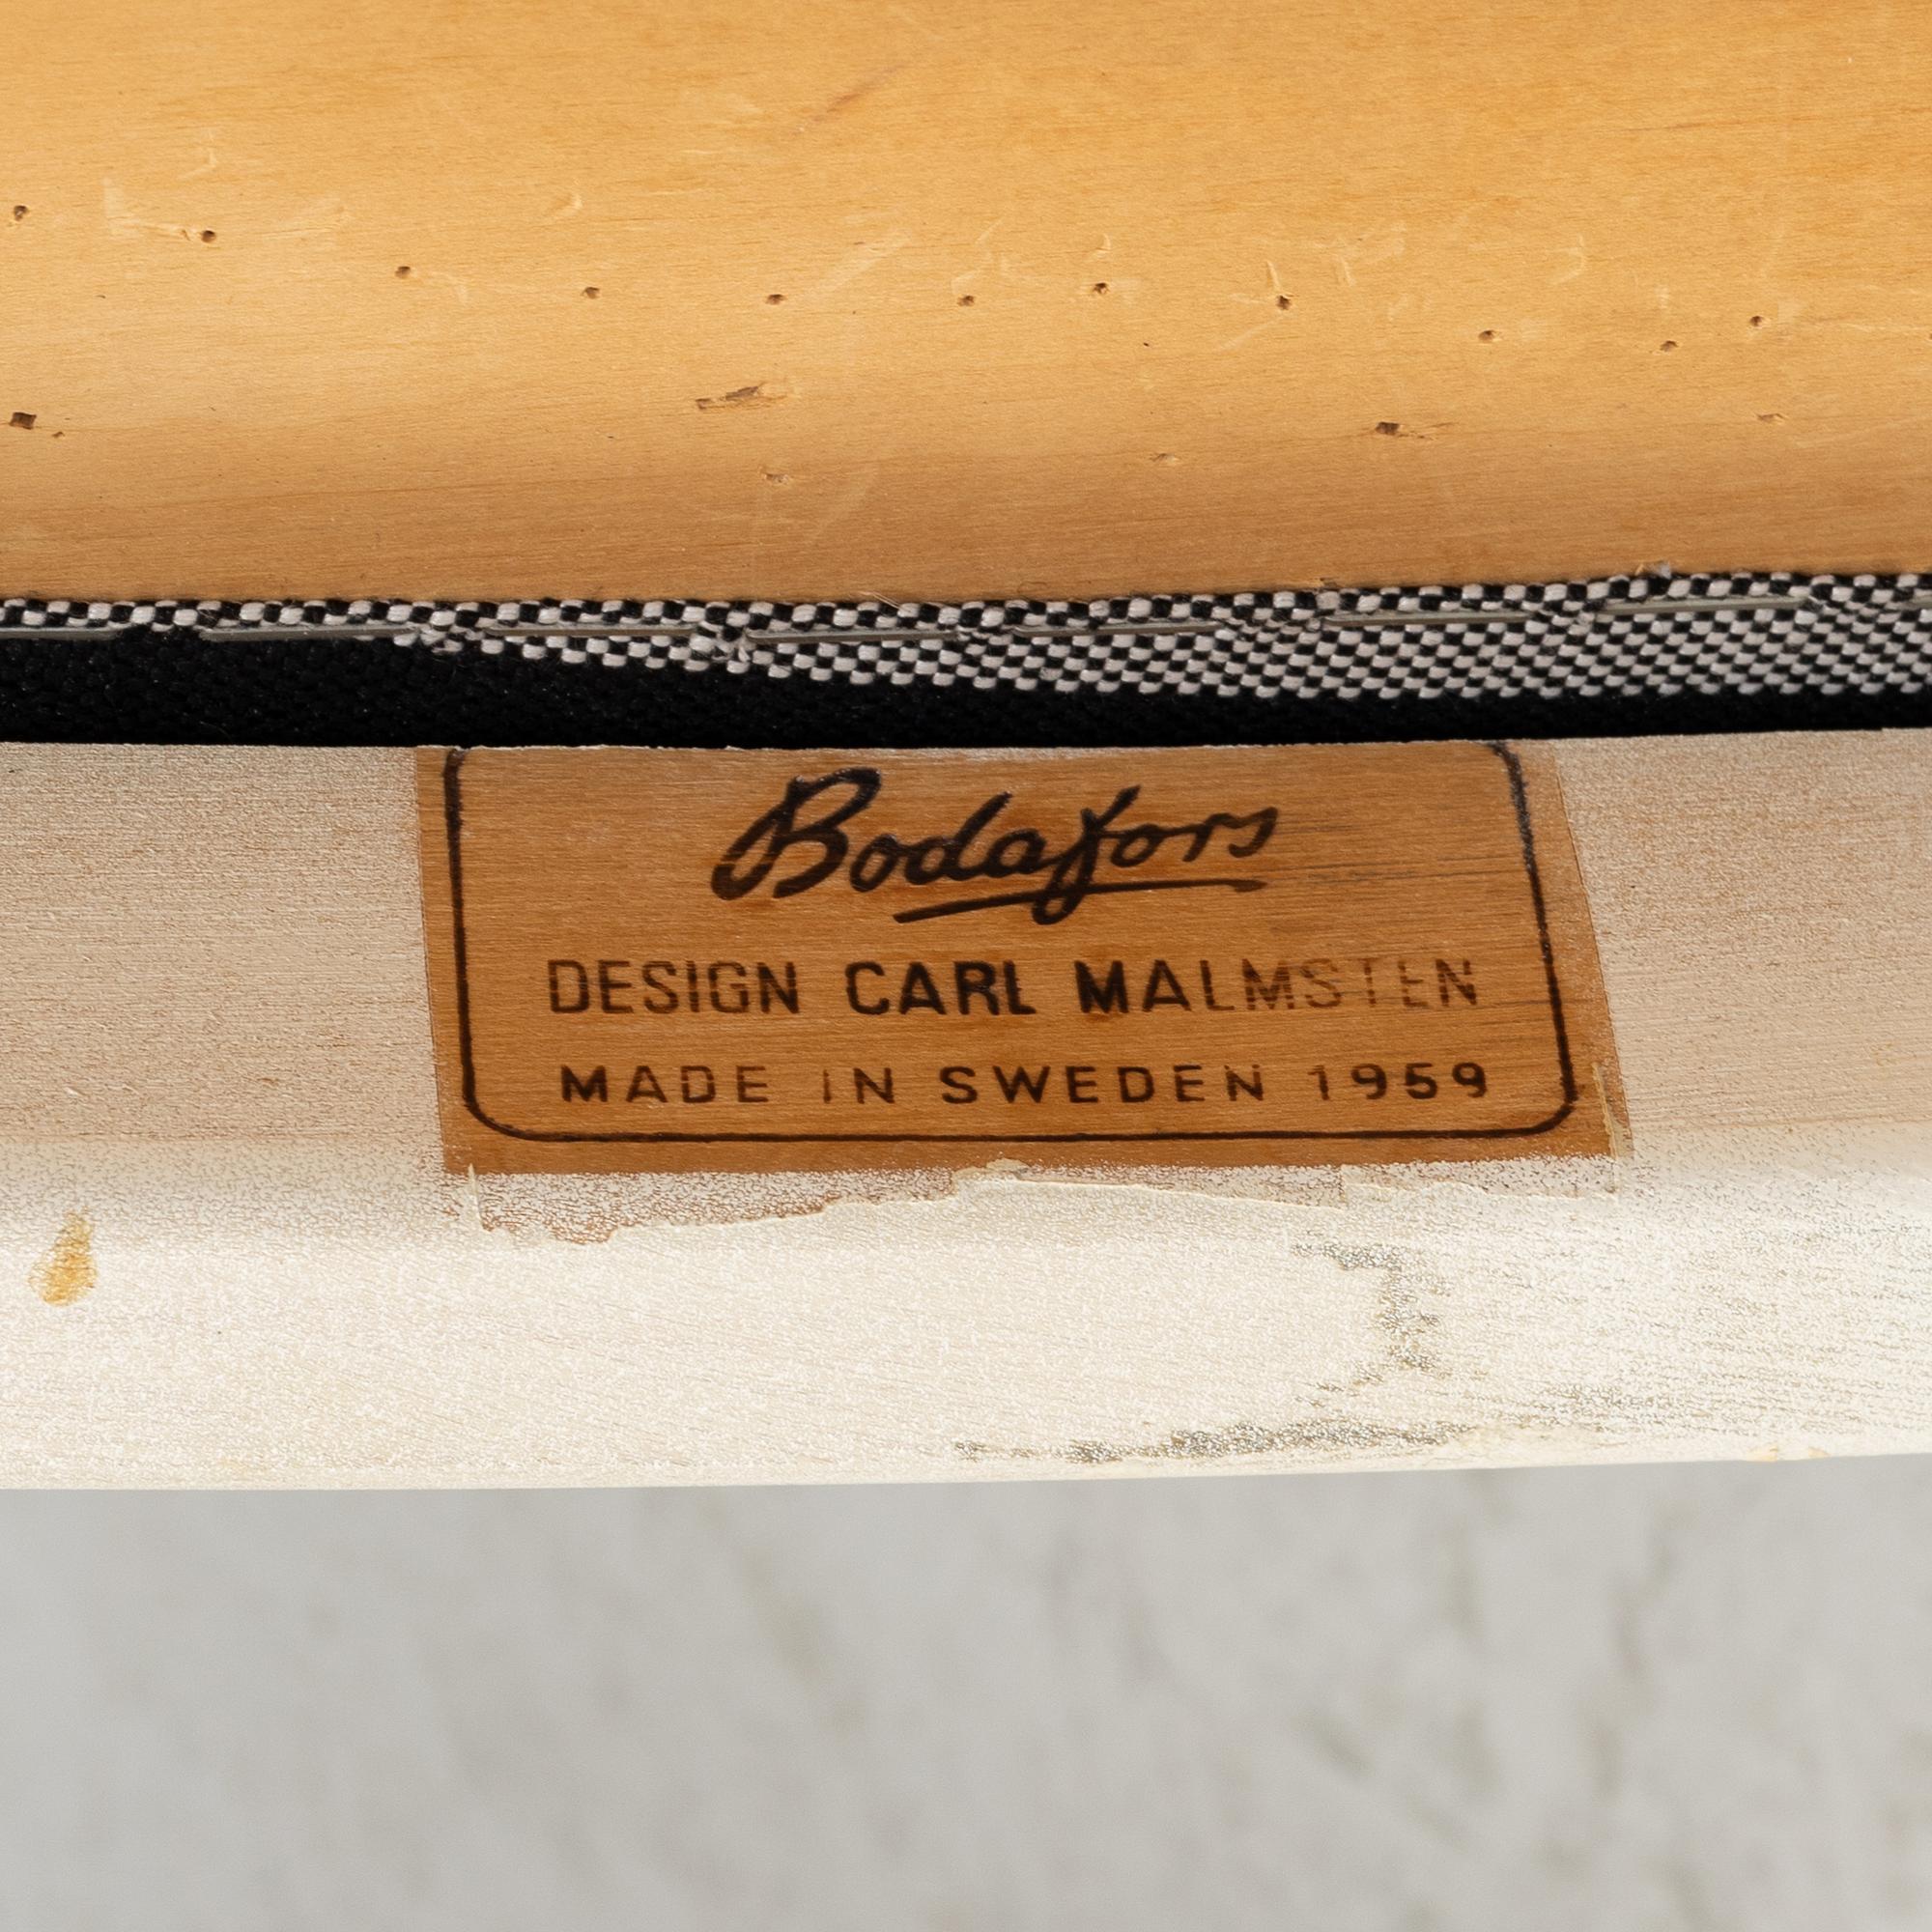 Bodafors
DESIGN CARL MALMSTEN
MADE IN SWEDEN 1959